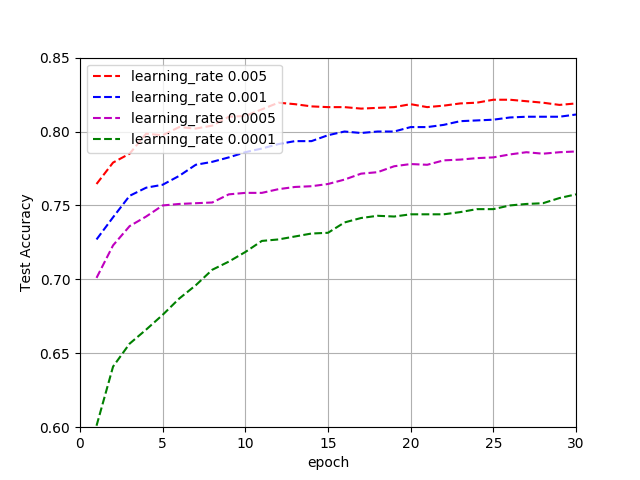 0.85
0.80
0.75
0.70
0.65
0.60
Test Accuracy
learning_rate 0.005
learning_rate 0.001
learning_rate 0.0005
learning_rate 0.0001
0 5 10 15 20 25 30
epoch